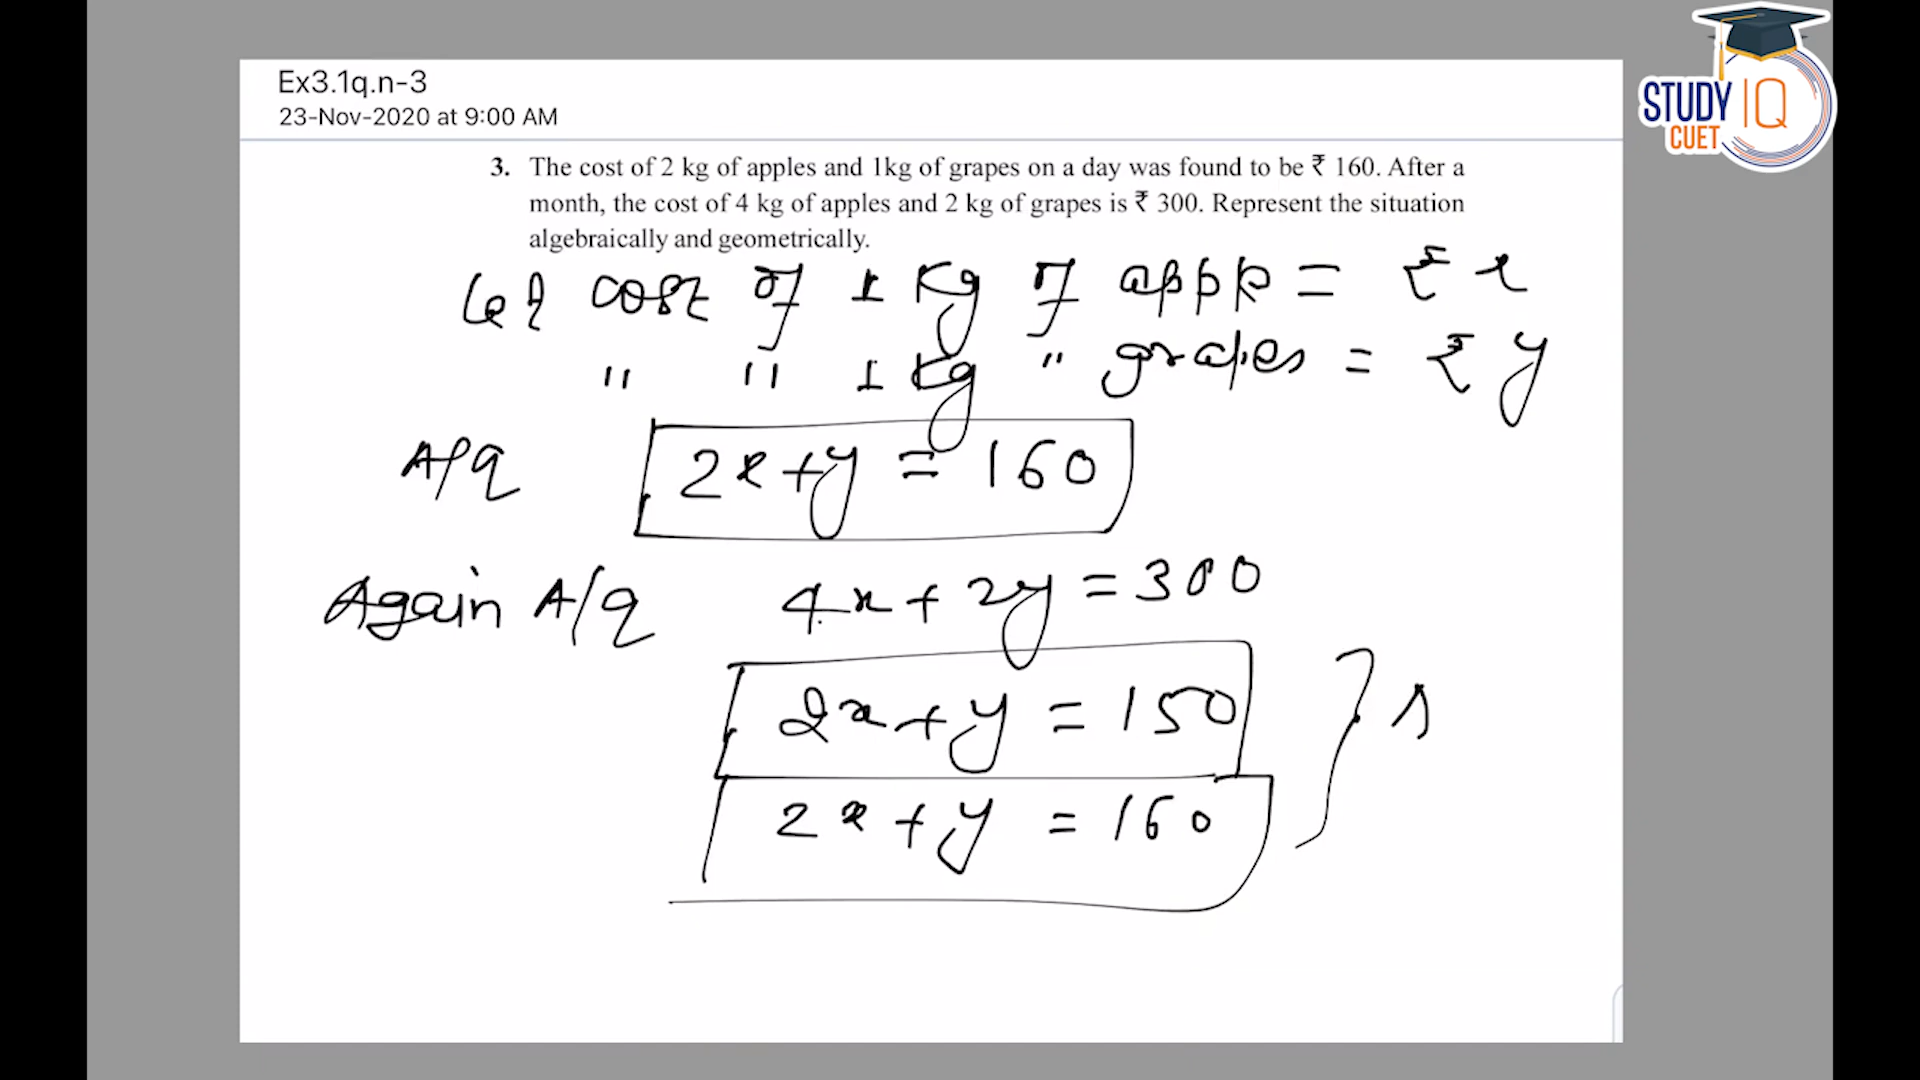 Ex3.1q.n-3
23-Nov-2020 at 9:00 AM
STUDY IQ
CUET
3. The cost of 2 kg of apples and 1kg of grapes on a day was found to be ₹ 160. After a
month, the cost of 4 kg of apples and 2 kg of grapes is ₹ 300. Represent the situation
algebraically and geometrically.
Let cost of 1 kg of apple = ₹ x
" " 1 kg " grapes = ₹ y
A/q 2x+y = 160
Again A/q 4x + 2y = 300
2x+y = 150
2x+y = 160